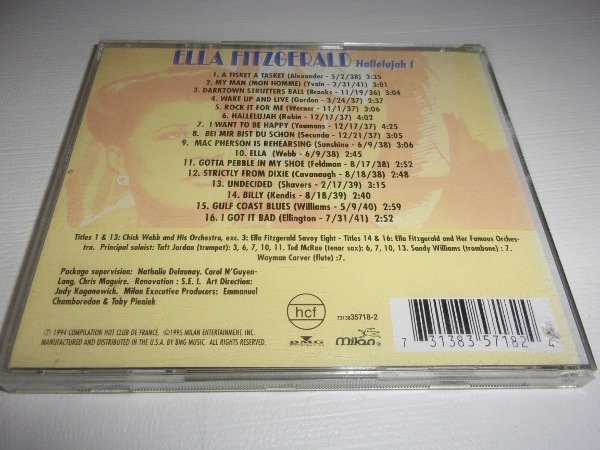 ELLA FITZGERALD Hallelujah !
1. A TISKET A TASKET (Alexander - 5/2/38) 2:35
2. MY MAN (MON HOMME) (Yvain - 3/31/41) 3:01
3. DARKTOWN STRUTTERS BALL (Brooks - 11/19/36) 3:04
4. WAKE UP AND LIVE (Gordon - 3/24/37) 2:47
5. ROCK IT FOR ME (Werner - 11/1/37) 3:06
6. HALLELUJAH (Robin - 12/17/37) 4:02
7. I WANT TO BE HAPPY (Youmans - 12/17/37) 4:25
8. BEI MIR BIST DU SCHON (Secunda - 12/21/37) 3:37
9. MAC PHERSON IS REHEARSING (Sunshine - 6/9/38) 3:04
10. ELLA (Webb - 6/9/38) 2:45
11. GOTTA PEBBLE IN MY SHOE (Feldman - 8/17/38) 2:58
12. STRICTLY FROM DIXIE (Cavanaugh - 8/18/38) 2:48
13. UNDECIDED (Shavers - 2/17/39) 3:14
14. BILLY (Kendis - 8/18/39) 2:40
15. GULF COAST BLUES (Williams - 5/9/40) 2:59
16. I GOT IT BAD (Ellington - 7/31/41) 2:52
Titles 1 & 13: Chick Webb and His Orchestra, exc. 3: Ella Fitzgerald Savoy Eight - Titles 14 & 16: Ella Fitzgerald and Her Famous Orches-
tra. Principal soloist: Taft Jordan (trumpet): 3, 6, 7, 10, 11. Ted McRae (tenor sax): 6, 7, 10, 13. Sandy Williams (trombone) : 7.
Wayman Carver (flute) :7.
Package supervision: Nathalie Delaunay, Carol N'Guyen-
Lang, Chris Maguire. Renovation : S.E.I. Art Direction:
Judy Kaganowich. Milan Executive Producers: Emmanuel
Chamboredon & Toby Pieniek
hcf
73138 35718-2
℗ 1994 COMPILATION HOT CLUB DE FRANCE. ©1995 MILAN ENTERTAINMENT, INC.
MANUFACTURED AND DISTRIBUTED IN THE U.S.A. BY BMG MUSIC. ALL RIGHTS RESERVED.
BMG
milan
7 31383 57182 4